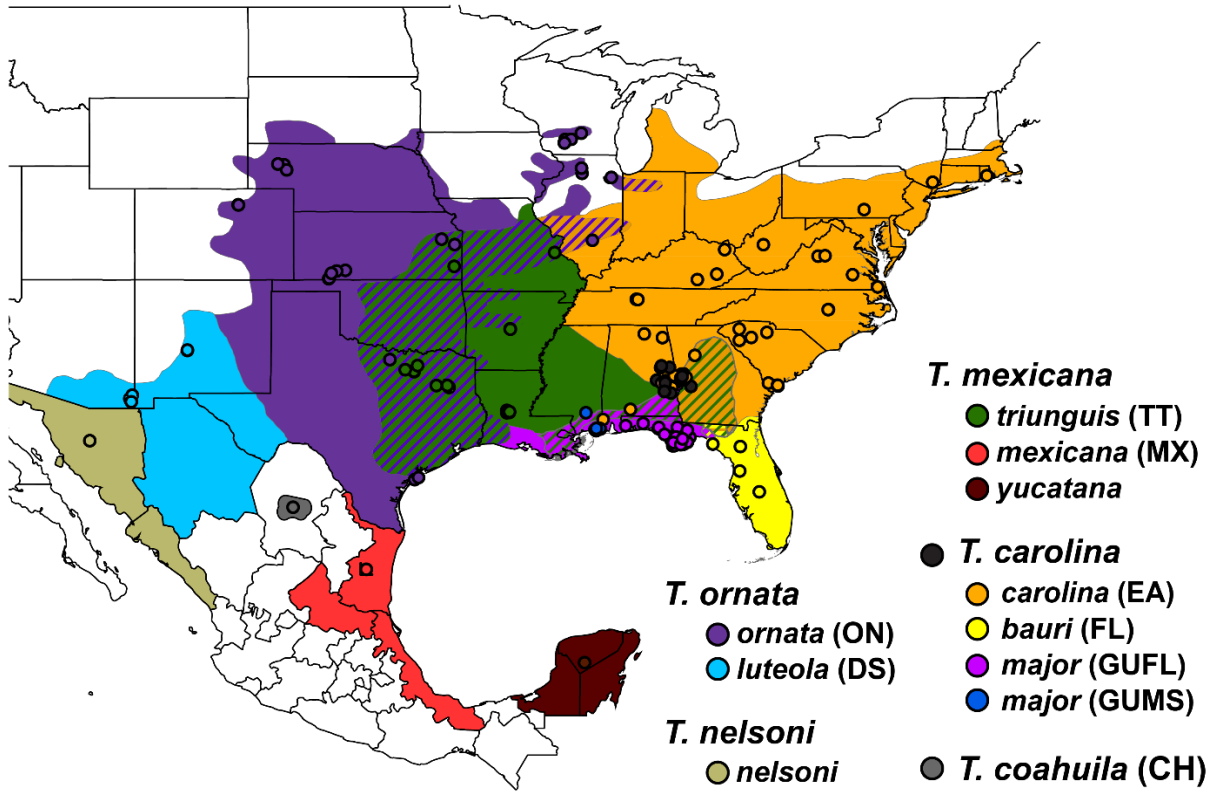 T. mexicana
triunguis (TT)
mexicana (MX)
yucatana
T. carolina
carolina (EA)
bauri (FL)
major (GUFL)
major (GUMS)
T. coahuila (CH)
T. ornata
ornata (ON)
luteola (DS)
T. nelsoni
nelsoni